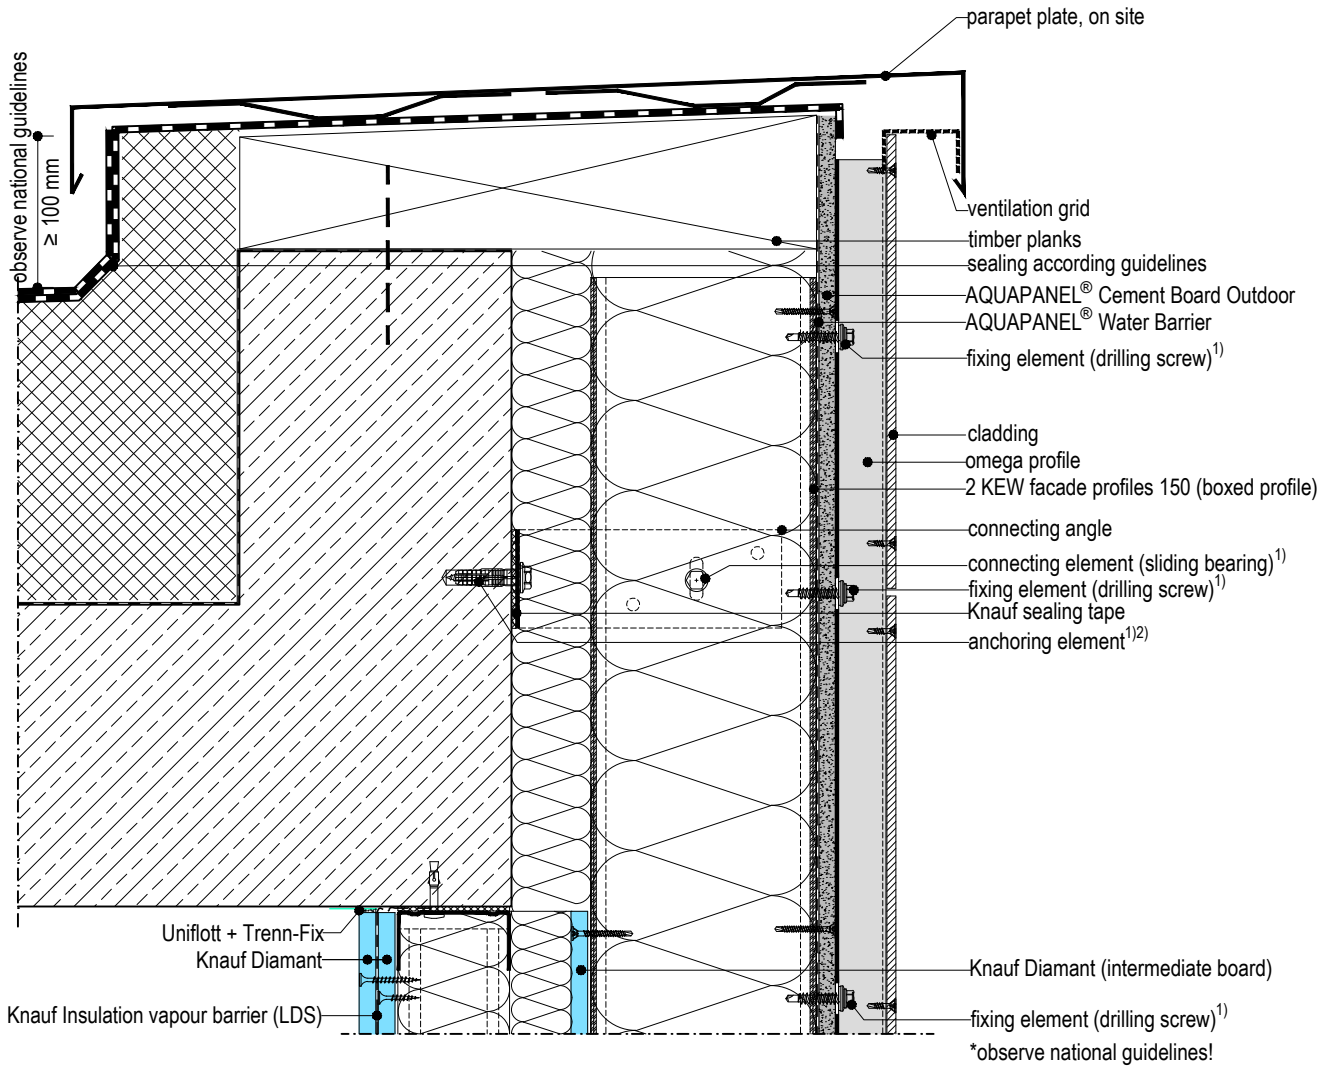 parapet plate, on site
observe national guidelines
≥ 100 mm
ventilation grid
timber planks
sealing according guidelines
AQUAPANEL® Cement Board Outdoor
AQUAPANEL® Water Barrier
fixing element (drilling screw)1)
cladding
omega profile
2 KEW facade profiles 150 (boxed profile)
connecting angle
connecting element (sliding bearing)1)
fixing element (drilling screw)1)
Knauf sealing tape
anchoring element1)2)
Uniflott + Trenn-Fix
Knauf Diamant
Knauf Diamant (intermediate board)
Knauf Insulation vapour barrier (LDS)
fixing element (drilling screw)1)
*observe national guidelines!